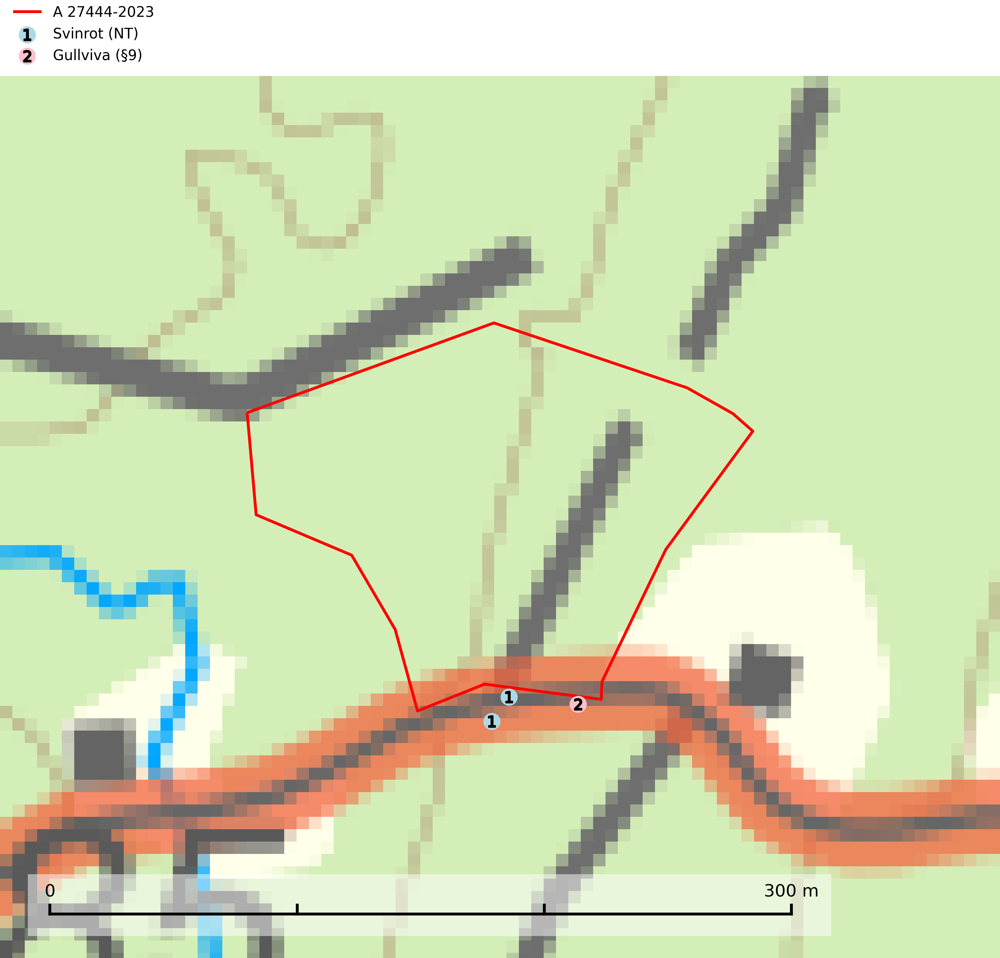 A 27444-2023
1 Svinrot (NT)
2 Gullviva (§9)
1
2
1
0 300 m